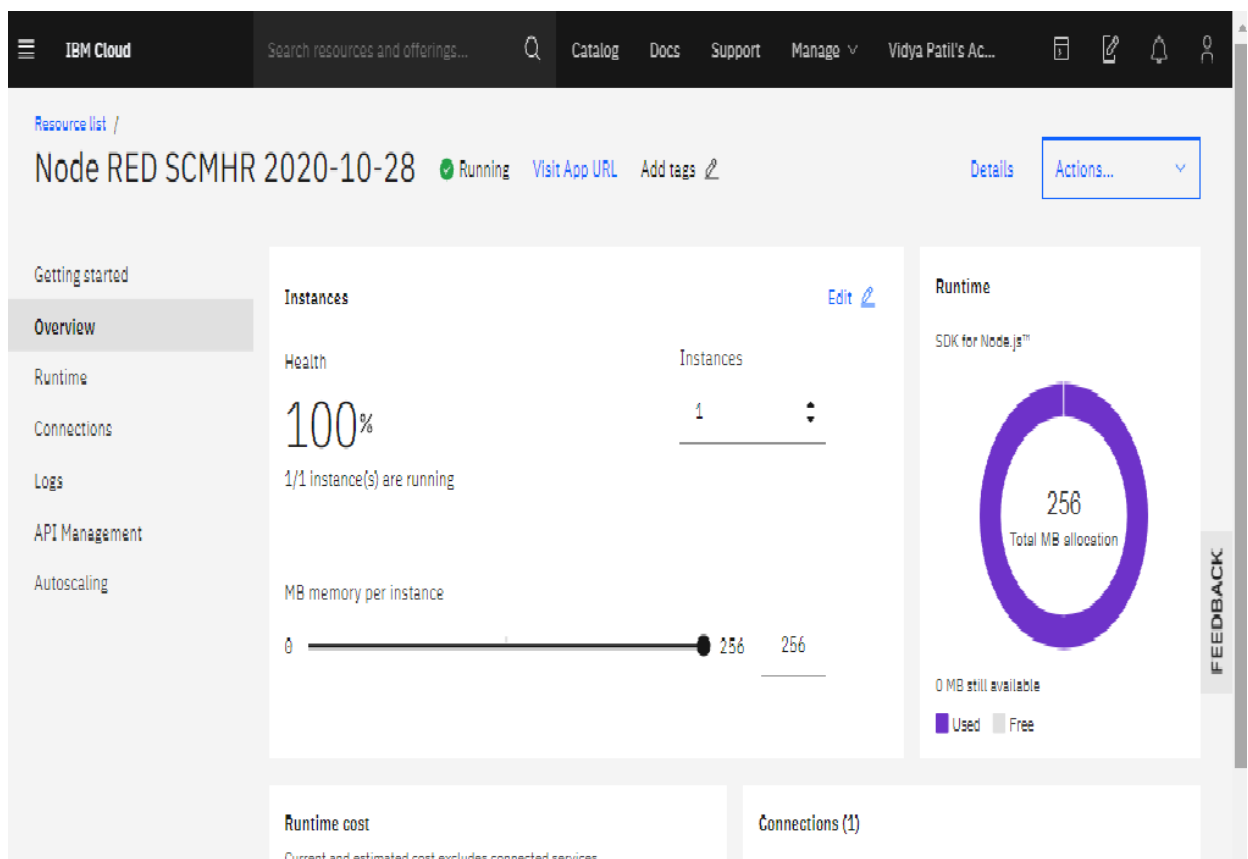 IBM Cloud
Search resources and offerings...
Catalog
Docs
Support
Manage
Vidya Patil's Ac...
Resource list /
Node RED SCMHR 2020-10-28
Running
Visit App URL
Add tags
Details
Actions...
Getting started
Overview
Runtime
Connections
Logs
API Management
Autoscaling
Instances
Edit
Health
100%
1/1 instance(s) are running
Instances
1
MB memory per instance
0
256
256
Runtime
SDK for Node.js™
256
Total MB allocation
0 MB still available
Used
Free
FEEDBACK
Runtime cost
Current and estimated cost excludes connected services
Connections (1)